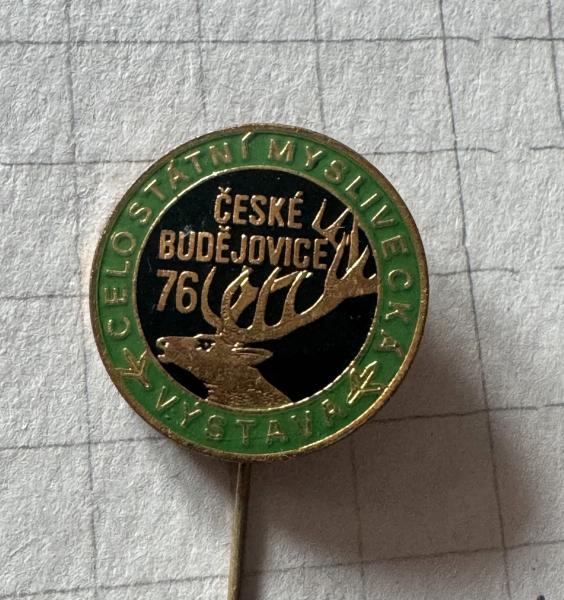 CELOSTÁTNÍ MYSLIVECKÁ
VÝSTAVA
ČESKÉ
BUDĚJOVICE
76